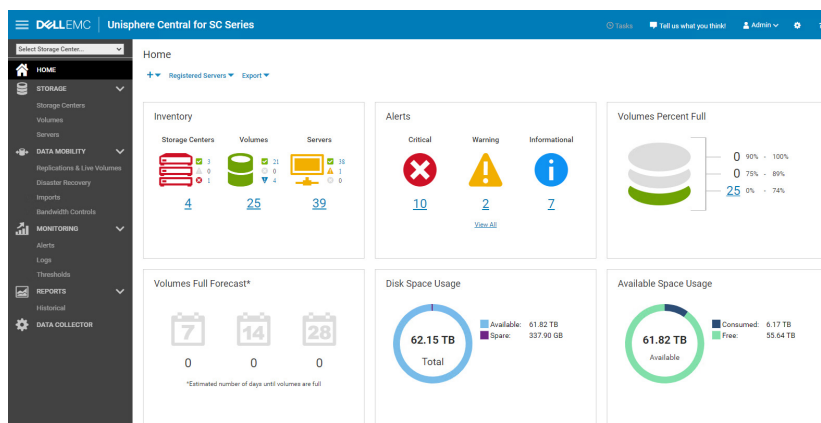 DELLEMC Unisphere Central for SC Series
Tasks Tell us what you think! Admin ?
Select Storage Center...
HOME
STORAGE
Storage Centers
Volumes
Servers
DATA MOBILITY
Replications & Live Volumes
Disaster Recovery
Imports
Bandwidth Controls
MONITORING
Alerts
Logs
Thresholds
REPORTS
Historical
DATA COLLECTOR
Home
+ Registered Servers Export
Inventory
Storage Centers Volumes Servers
3 21 38
0 0 1
1 4 0
4 25 39
Alerts
Critical Warning Informational
10 2 7
View All
Volumes Percent Full
0 90% - 100%
0 75% - 89%
25 0% - 74%
Volumes Full Forecast*
7 14 28
0 0 0
*Estimated number of days until volumes are full
Disk Space Usage
62.15 TB
Total
Available: 61.82 TB
Spare: 337.90 GB
Available Space Usage
61.82 TB
Available
Consumed: 6.17 TB
Free: 55.64 TB